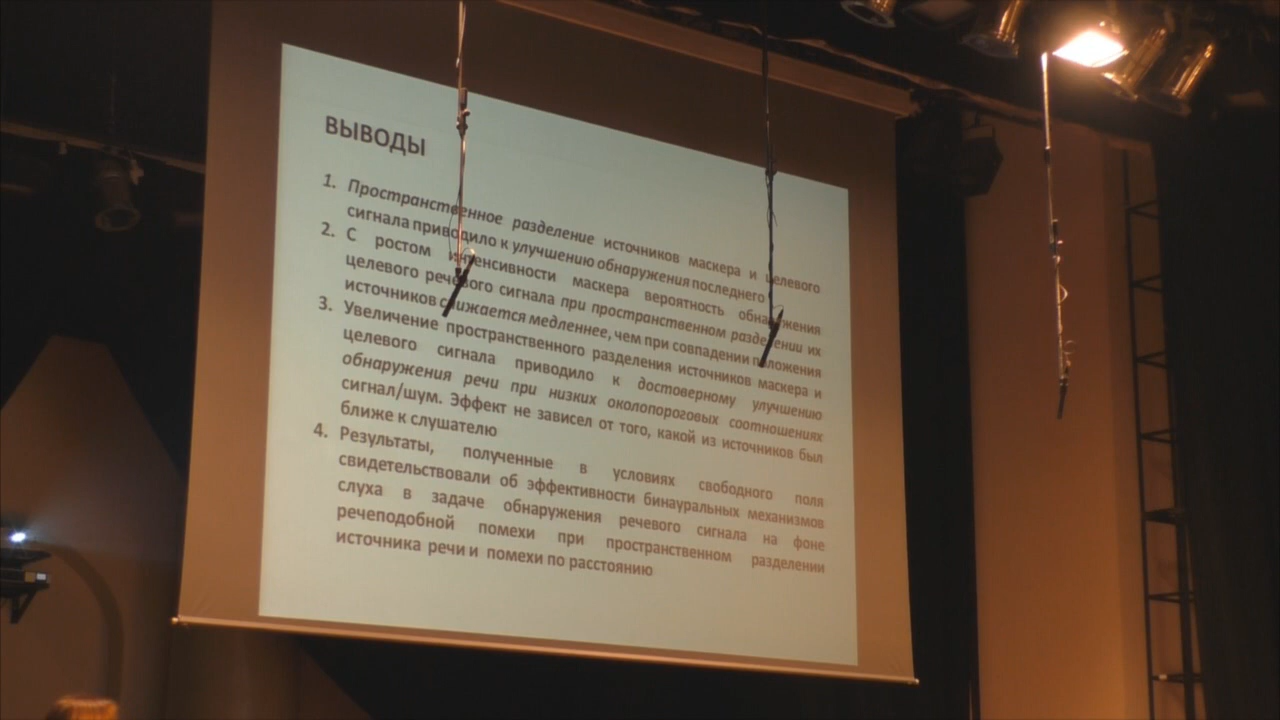 ВЫВОДЫ
1. Пространственное разделение источников маскера и целевого
сигнала приводило к улучшению обнаружения последнего
2. С ростом интенсивности маскера вероятность обнаружения
целевого речевого сигнала при пространственном разделении их
источников снижается медленнее, чем при совпадении положения
3. Увеличение пространственного разделения источников маскера и
целевого сигнала приводило к достоверному улучшению
обнаружения речи при низких околопороговых соотношениях
сигнал/шум. Эффект не зависел от того, какой из источников был
ближе к слушателю
4. Результаты, полученные в условиях свободного поля
свидетельствовали об эффективности бинауральных механизмов
слуха в задаче обнаружения речевого сигнала на фоне
речеподобной помехи при пространственном разделении
источника речи и помехи по расстоянию